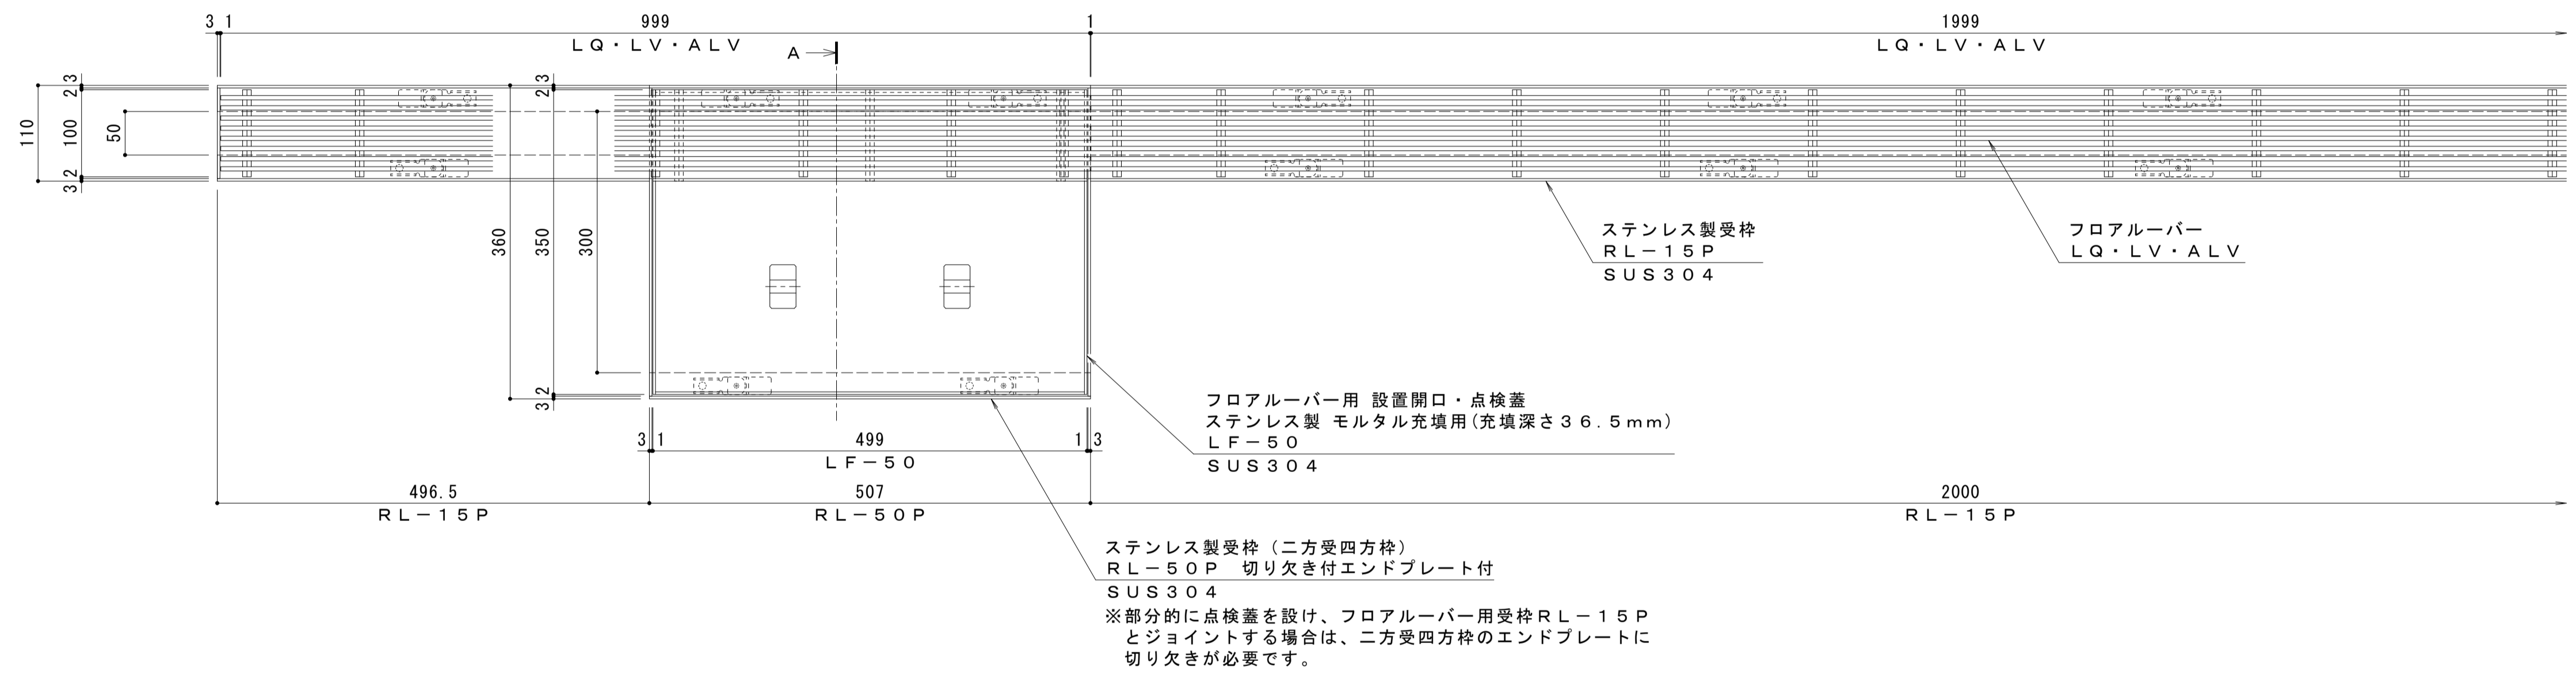 3 1
999
1
1999
LQ・LV・ALV
A
LQ・LV・ALV
3
2
110
100
50
2
3
3
2
360
350
300
2
3
ステンレス製受枠
RL－15P
SUS304
フロアルーバー
LQ・LV・ALV
フロアルーバー用 設置開口・点検蓋
ステンレス製 モルタル充填用(充填深さ36.5mm)
LF－50
SUS304
3 1
499
1 3
LF－50
496.5
507
2000
RL－15P
RL－50P
RL－15P
ステンレス製受枠（二方受四方枠）
RL－50P　切り欠き付エンドプレート付
SUS304
※部分的に点検蓋を設け、フロアルーバー用受枠RL－15P
とジョイントする場合は、二方受四方枠のエンドプレートに
切り欠きが必要です。